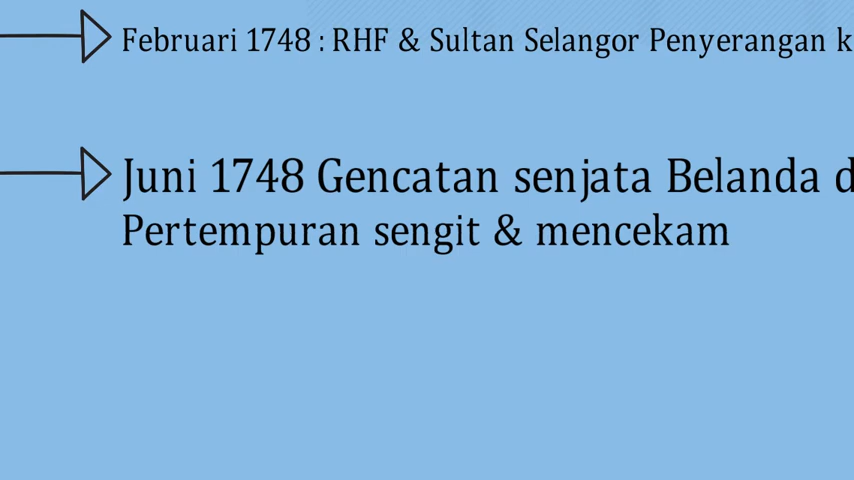 Februari 1748 : RHF & Sultan Selangor Penyerangan k
Juni 1748 Gencatan senjata Belanda d
Pertempuran sengit & mencekam